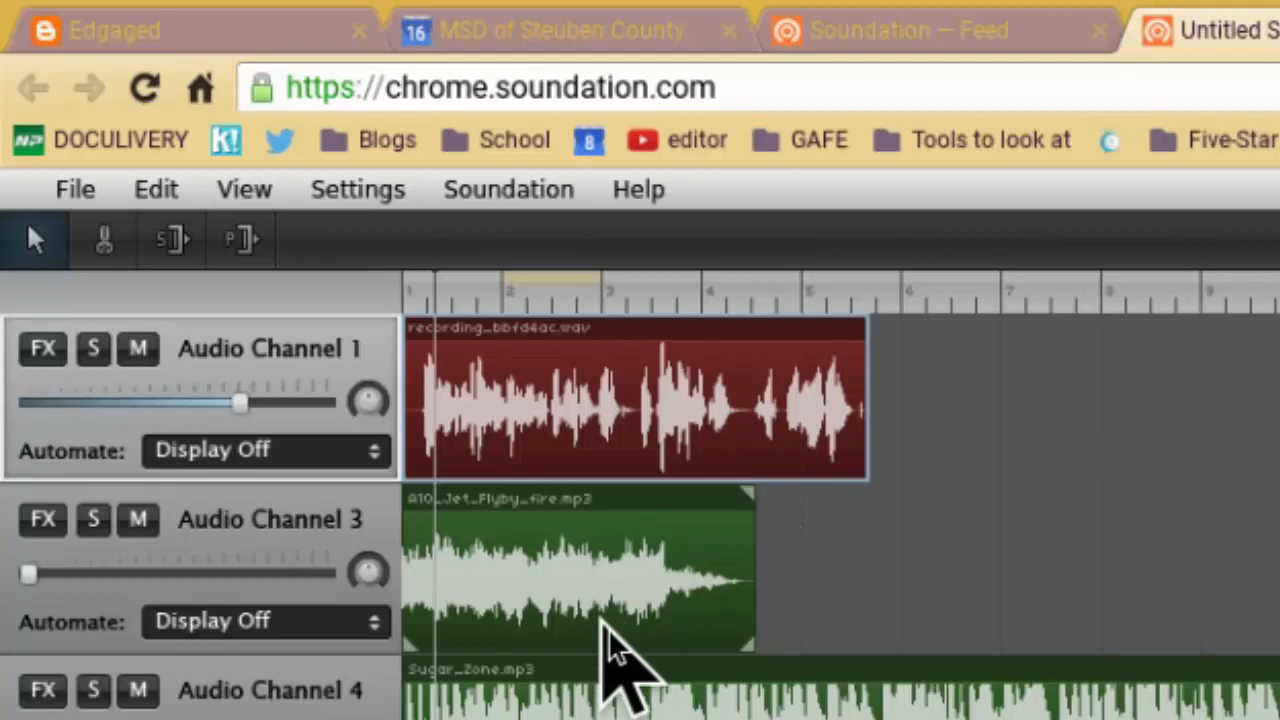 Edgaged
16 MSD of Steuben County
Soundation — Feed
Untitled S
https://chrome.soundation.com
NP DOCULIVERY K! Blogs School 8 editor GAFE Tools to look at Five-Star
File Edit View Settings Soundation Help
S P
1 2 3 4 5 6 7 8 9
recording_bbfd4ac.wav
FX S M Audio Channel 1
Automate: Display Off
A10_Jet_Flyby_fire.mp3
FX S M Audio Channel 3
Automate: Display Off
Sugar_Zone.mp3
FX S M Audio Channel 4